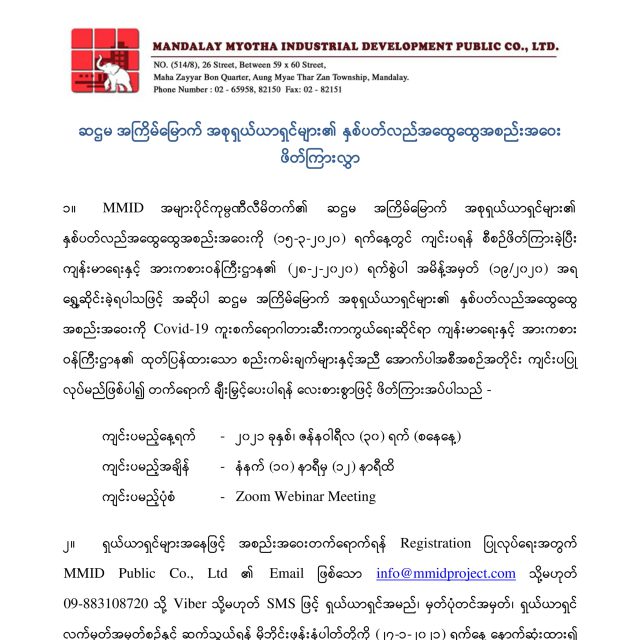 MANDALAY MYOTHA INDUSTRIAL DEVELOPMENT PUBLIC CO., LTD.
NO. (514/8), 26 Street, Between 59 x 60 Street,
Maha Zayyar Bon Quarter, Aung Myae Thar Zan Township, Mandalay.
Phone Number : 02 - 65958, 82150 Fax: 02 - 82151
ဆဌမ အကြိမ်မြောက် အစုရှယ်ယာရှင်များ၏ နှစ်ပတ်လည်အထွေထွေအစည်းအဝေး
ဖိတ်ကြားလွှာ
၁။ MMID အများပိုင်ကုမ္ပဏီလီမိတက်၏ ဆဌမ အကြိမ်မြောက် အစုရှယ်ယာရှင်များ၏
နှစ်ပတ်လည်အထွေထွေအစည်းအဝေးကို (၁၅-၃-၂၀၂၀) ရက်နေ့တွင် ကျင်းပရန် စီစဉ်ဖိတ်ကြားခဲ့ပြီး
ကျန်းမာရေးနှင့် အားကစားဝန်ကြီးဌာန၏ (၂၈-၂-၂၀၂၀) ရက်စွဲပါ အမိန့်အမှတ် (၁၉/၂၀၂၀) အရ
ရွှေ့ဆိုင်းခဲ့ရပါသဖြင့် အဆိုပါ ဆဌမ အကြိမ်မြောက် အစုရှယ်ယာရှင်များ၏ နှစ်ပတ်လည်အထွေထွေ
အစည်းအဝေးကို Covid-19 ကူးစက်ရောဂါတားဆီးကာကွယ်ရေးဆိုင်ရာ ကျန်းမာရေးနှင့် အားကစား
ဝန်ကြီးဌာန၏ ထုတ်ပြန်ထားသော စည်းကမ်းချက်များနှင့်အညီ အောက်ပါအစီအစဉ်အတိုင်း ကျင်းပပြု
လုပ်မည်ဖြစ်ပါ၍ တက်ရောက် ချီးမြှင့်ပေးပါရန် လေးစားစွာဖြင့် ဖိတ်ကြားအပ်ပါသည် -
ကျင်းပမည့်နေ့ရက် - ၂၀၂၁ ခုနှစ်၊ ဇန်နဝါရီလ (၃၀) ရက် (စနေနေ့)
ကျင်းပမည့်အချိန် - နံနက် (၁၀) နာရီမှ (၁၂) နာရီထိ
ကျင်းပမည့်ပုံစံ - Zoom Webinar Meeting
၂။ ရှယ်ယာရှင်များအနေဖြင့် အစည်းအဝေးတက်ရောက်ရန် Registration ပြုလုပ်ရေးအတွက်
MMID Public Co., Ltd ၏ Email ဖြစ်သော info@mmidproject.com သို့မဟုတ်
09-883108720 သို့ Viber သို့မဟုတ် SMS ဖြင့် ရှယ်ယာရှင်အမည်၊ မှတ်ပုံတင်အမှတ်၊ ရှယ်ယာရှင်
လက်မှတ်အမှတ်စဉ်နှင့် ဆက်သွယ်ရန် မိုဘိုင်းဖုန်းနံပါတ်တို့ကို (၂၇-၁-၂၀၂၁) ရက်နေ့ နောက်ဆုံးထား၍